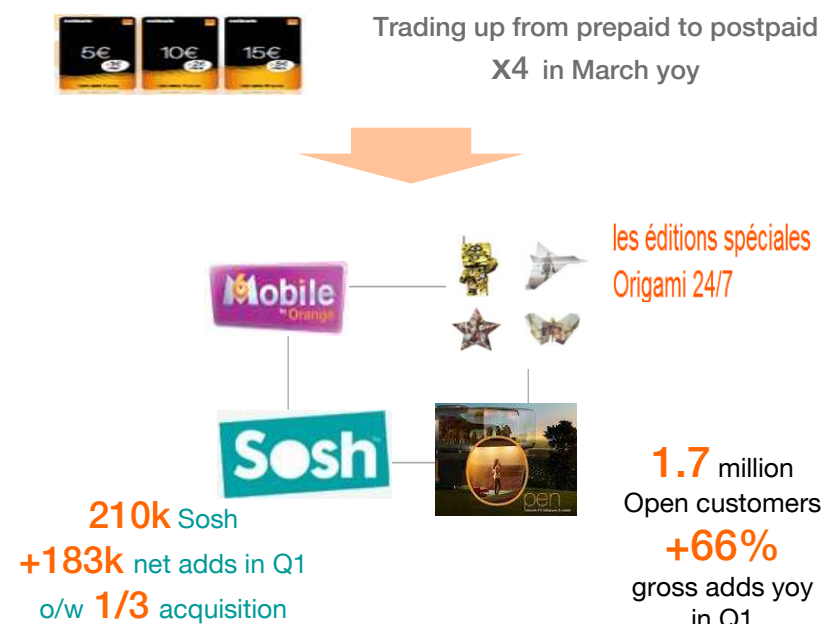 5€ 10€ 15€
Trading up from prepaid to postpaid
x4 in March yoy
M6 Mobile
by Orange
les éditions spéciales
Origami 24/7
Sosh
open
1.7 million
Open customers
+66%
gross adds yoy
in Q1
210k Sosh
+183k net adds in Q1
o/w 1/3 acquisition